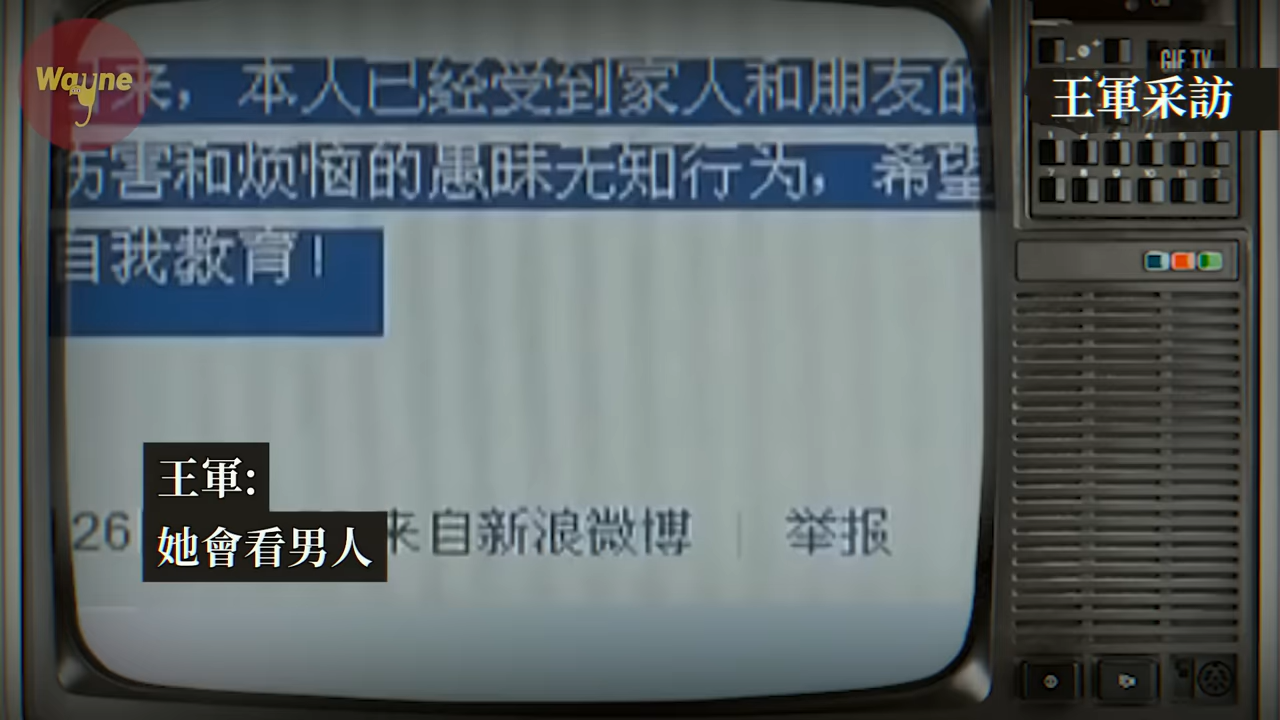 Wayne
王軍采訪
来，本人已经受到家人和朋友的
伤害和烦恼的愚昧无知行为，希望
自我教育！
王軍:
她會看男人
26
来自新浪微博 | 举报
GIF TV